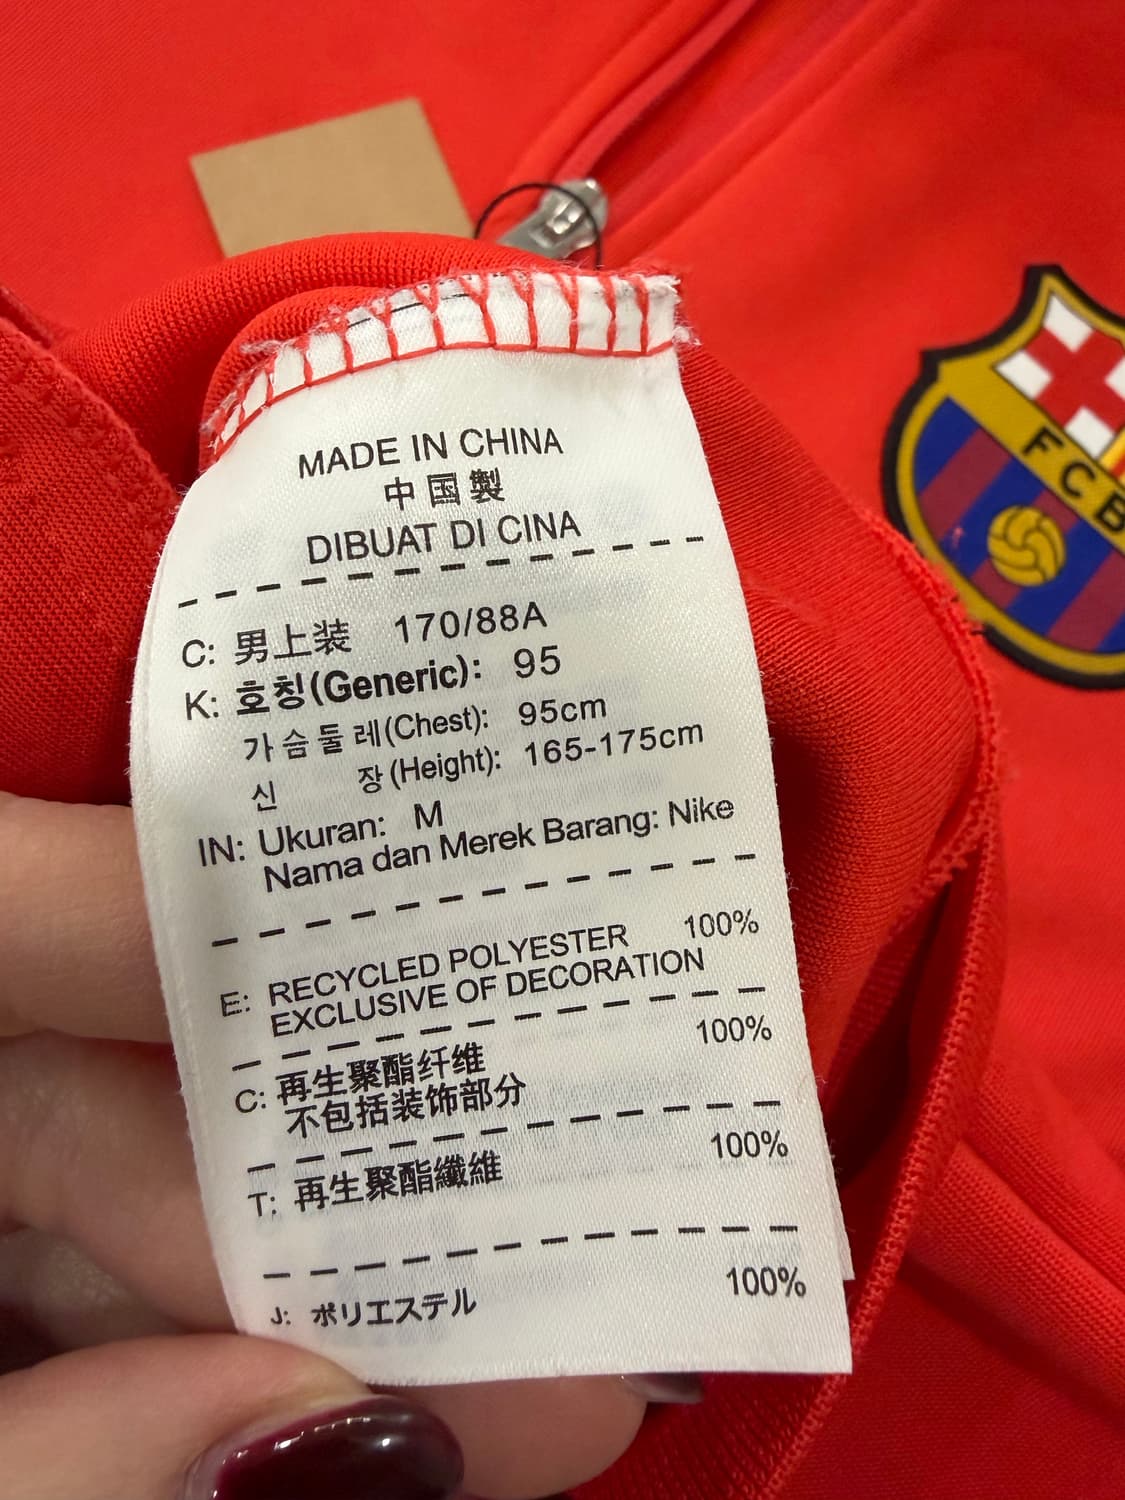 MADE IN CHINA
中国製
DIBUAT DI CINA
C: 男上装 170/88A
K: 호칭(Generic): 95
가슴둘레(Chest): 95cm
신 장(Height): 165-175cm
IN: Ukuran: M
Nama dan Merek Barang: Nike
E: RECYCLED POLYESTER 100%
EXCLUSIVE OF DECORATION
C: 再生聚酯纤维 100%
不包括装饰部分
T: 再生聚酯纖維 100%
J: ポリエステル 100%
FCB